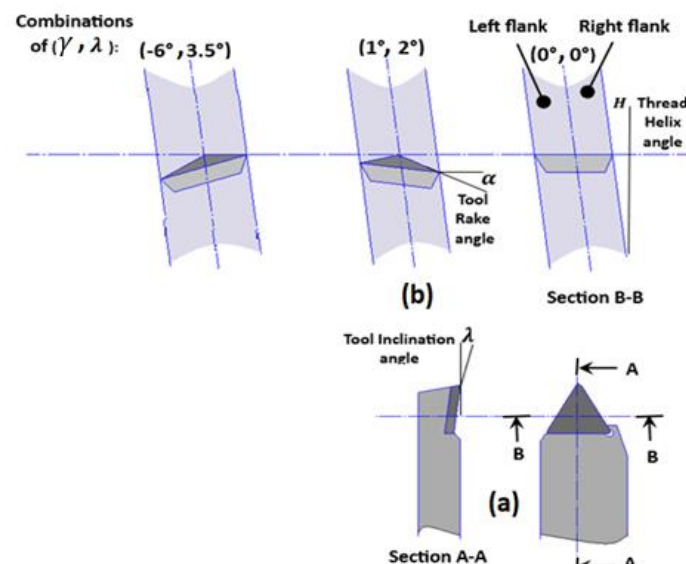 Combinations
of (γ , λ):
(-6° ,3.5°)
(1°, 2°)
(0°, 0°)
Left flank
Right flank
H Thread
Helix
angle
α
Tool
Rake
angle
(b)
Section B-B
Tool Inclination λ
angle
A
B
B
(a)
Section A-A
A